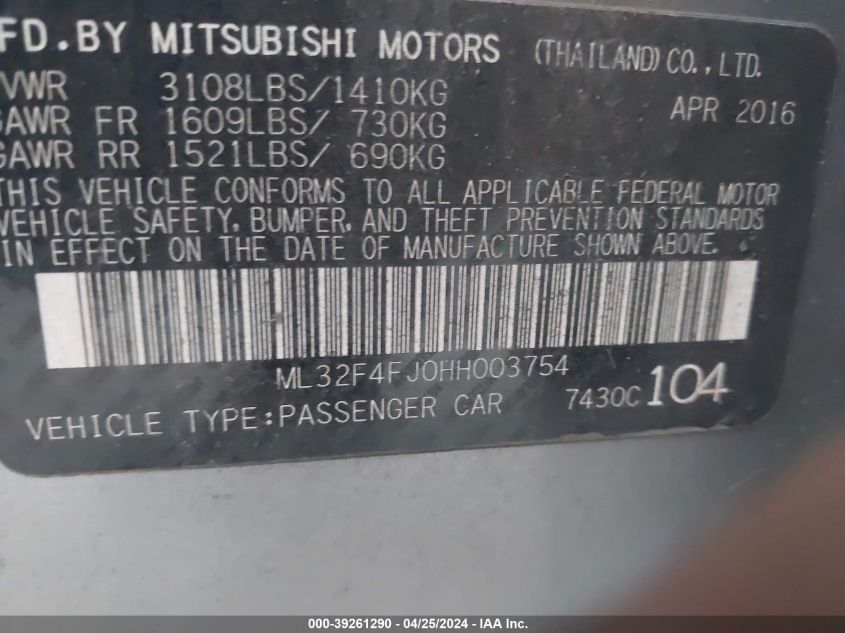 FD.BY MITSUBISHI MOTORS (THAILAND) CO., LTD.
VWR 3108LBS/1410KG
APR 2016
GAWR FR 1609LBS/ 730KG
GAWR RR 1521LBS/ 690KG
THIS VEHICLE CONFORMS TO ALL APPLICABLE FEDERAL MOTOR
VEHICLE SAFETY, BUMPER, AND THEFT PREVENTION STANDARDS
IN EFFECT ON THE DATE OF MANUFACTURE SHOWN ABOVE.
ML32F4FJ0HH003754
VEHICLE TYPE:PASSENGER CAR 7430C 104
000-39261290 - 04/25/2024 - IAA Inc.